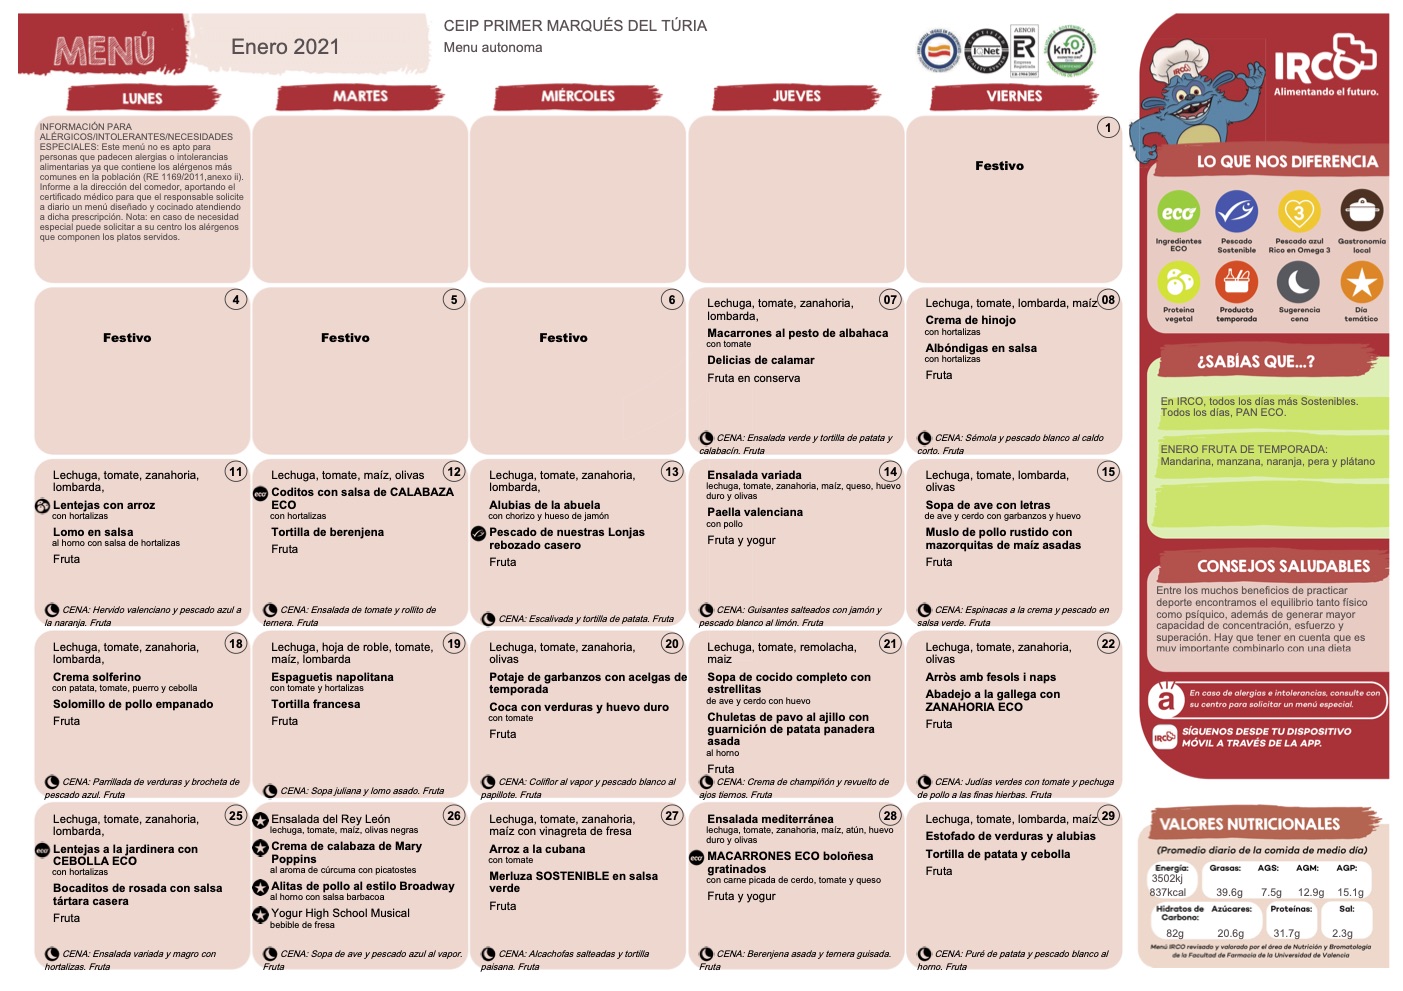 MENÚ
Enero 2021
CEIP PRIMER MARQUÉS DEL TÚRIA
Menu autonoma
IQNet
AENOR
ER
Empresa
Registrada
km0
IRCO
Alimentando el futuro.
LUNES
MARTES
MIÉRCOLES
JUEVES
VIERNES
INFORMACIÓN PARA
ALÉRGICOS/INTOLERANTES/NECESIDADES
ESPECIALES: Este menú no es apto para
personas que padecen alergias o intolerancias
alimentarias ya que contiene los alérgenos más
comunes en la población (RE 1169/2011,anexo ii).
Informe a la dirección del comedor, aportando el
certificado médico para que el responsable solicite
a diario un menú diseñado y cocinado atendiendo
a dicha prescripción. Nota: en caso de necesidad
especial puede solicitar a su centro los alérgenos
que componen los platos servidos.
1
Festivo
4
Festivo
5
Festivo
6
Festivo
07
Lechuga, tomate, zanahoria,
lombarda,
Macarrones al pesto de albahaca
con tomate
Delicias de calamar
Fruta en conserva
CENA: Ensalada verde y tortilla de patata y
calabacín. Fruta
08
Lechuga, tomate, lombarda, maíz
Crema de hinojo
con hortalizas
Albóndigas en salsa
con hortalizas
Fruta
CENA: Sémola y pescado blanco al caldo
corto. Fruta
11
Lechuga, tomate, zanahoria,
lombarda,
Lentejas con arroz
con hortalizas
Lomo en salsa
al horno con salsa de hortalizas
Fruta
CENA: Hervido valenciano y pescado azul a
la naranja. Fruta
12
Lechuga, tomate, maíz, olivas
eco
Coditos con salsa de CALABAZA
ECO
con hortalizas
Tortilla de berenjena
Fruta
CENA: Ensalada de tomate y rollito de
ternera. Fruta
13
Lechuga, tomate, zanahoria,
lombarda,
Alubias de la abuela
con chorizo y hueso de jamón
Pescado de nuestras Lonjas
rebozado casero
Fruta
CENA: Escalivada y tortilla de patata. Fruta
14
Ensalada variada
lechuga, tomate, zanahoria, maíz, queso, huevo
duro y olivas
Paella valenciana
con pollo
Fruta y yogur
CENA: Guisantes salteados con jamón y
pescado blanco al limón. Fruta
15
Lechuga, tomate, lombarda,
olivas
Sopa de ave con letras
de ave y cerdo con garbanzos y huevo
Muslo de pollo rustido con
mazorquitas de maíz asadas
Fruta
CENA: Espinacas a la crema y pescado en
salsa verde. Fruta
18
Lechuga, tomate, zanahoria,
lombarda,
Crema solferino
con patata, tomate, puerro y cebolla
Solomillo de pollo empanado
Fruta
CENA: Parrillada de verduras y brocheta de
pescado azul. Fruta
19
Lechuga, hoja de roble, tomate,
maíz, lombarda
Espaguetis napolitana
con tomate y hortalizas
Tortilla francesa
Fruta
CENA: Sopa juliana y lomo asado. Fruta
20
Lechuga, tomate, zanahoria,
olivas
Potaje de garbanzos con acelgas de
temporada
Coca con verduras y huevo duro
con tomate
Fruta
CENA: Coliflor al vapor y pescado blanco al
papillote. Fruta
21
Lechuga, tomate, remolacha,
maiz
Sopa de cocido completo con
estrellitas
de ave y cerdo con huevo
Chuletas de pavo al ajillo con
guarnición de patata panadera
asada
al horno
Fruta
CENA: Crema de champiñón y revuelto de
ajos tiernos. Fruta
22
Lechuga, tomate, zanahoria,
olivas
Arròs amb fesols i naps
Abadejo a la gallega con
ZANAHORIA ECO
Fruta
CENA: Judías verdes con tomate y pechuga
de pollo a las finas hierbas. Fruta
25
Lechuga, tomate, zanahoria,
lombarda,
eco
Lentejas a la jardinera con
CEBOLLA ECO
con hortalizas
Bocaditos de rosada con salsa
tártara casera
Fruta
CENA: Ensalada variada y magro con
hortalizas. Fruta
26
Ensalada del Rey León
lechuga, tomate, maíz, olivas negras
Crema de calabaza de Mary
Poppins
al aroma de cúrcuma con picatostes
Alitas de pollo al estilo Broadway
al horno con salsa barbacoa
Yogur High School Musical
bebible de fresa
CENA: Sopa de ave y pescado azul al vapor.
Fruta
27
Lechuga, tomate, zanahoria,
maíz con vinagreta de fresa
Arroz a la cubana
con tomate
Merluza SOSTENIBLE en salsa
verde
Fruta
CENA: Alcachofas salteadas y tortilla
paisana. Fruta
28
Ensalada mediterránea
lechuga, tomate, zanahoria, maíz, atún, huevo
duro y olivas
eco
MACARRONES ECO boloñesa
gratinados
con carne picada de cerdo, tomate y queso
Fruta y yogur
CENA: Berenjena asada y ternera guisada.
Fruta
29
Lechuga, tomate, lombarda, maíz
Estofado de verduras y alubias
Tortilla de patata y cebolla
Fruta
CENA: Puré de patata y pescado blanco al
horno. Fruta
LO QUE NOS DIFERENCIA
eco
3
Ingredientes
ECO
Pescado
Sostenible
Pescado azul
Rico en Omega 3
Gastronomía
local
Proteína
vegetal
Producto
temporada
Sugerencia
cena
Día
temático
¿SABÍAS QUE...?
En IRCO, todos los días más Sostenibles.
Todos los días, PAN ECO.
ENERO FRUTA DE TEMPORADA:
Mandarina, manzana, naranja, pera y plátano
CONSEJOS SALUDABLES
Entre los muchos beneficios de practicar
deporte encontramos el equilibrio tanto físico
como psíquico, además de generar mayor
capacidad de concentración, esfuerzo y
superación. Hay que tener en cuenta que es
muy importante combinarlo con una dieta
a
En caso de alergias e intolerancias, consulte con
su centro para solicitar un menú especial.
IRCO
SÍGUENOS DESDE TU DISPOSITIVO
MÓVIL A TRAVÉS DE LA APP.
VALORES NUTRICIONALES
(Promedio diario de la comida de medio día)
Energía:
3502kj
837kcal
Grasas:
39.6g
AGS:
7.5g
AGM:
12.9g
AGP:
15.1g
Hidratos de
Carbono:
82g
Azúcares:
20.6g
Proteínas:
31.7g
Sal:
2.3g
Menú IRCO revisado y valorado por el área de Nutrición y Bromatología
de la Facultad de Farmacia de la Universidad de Valencia